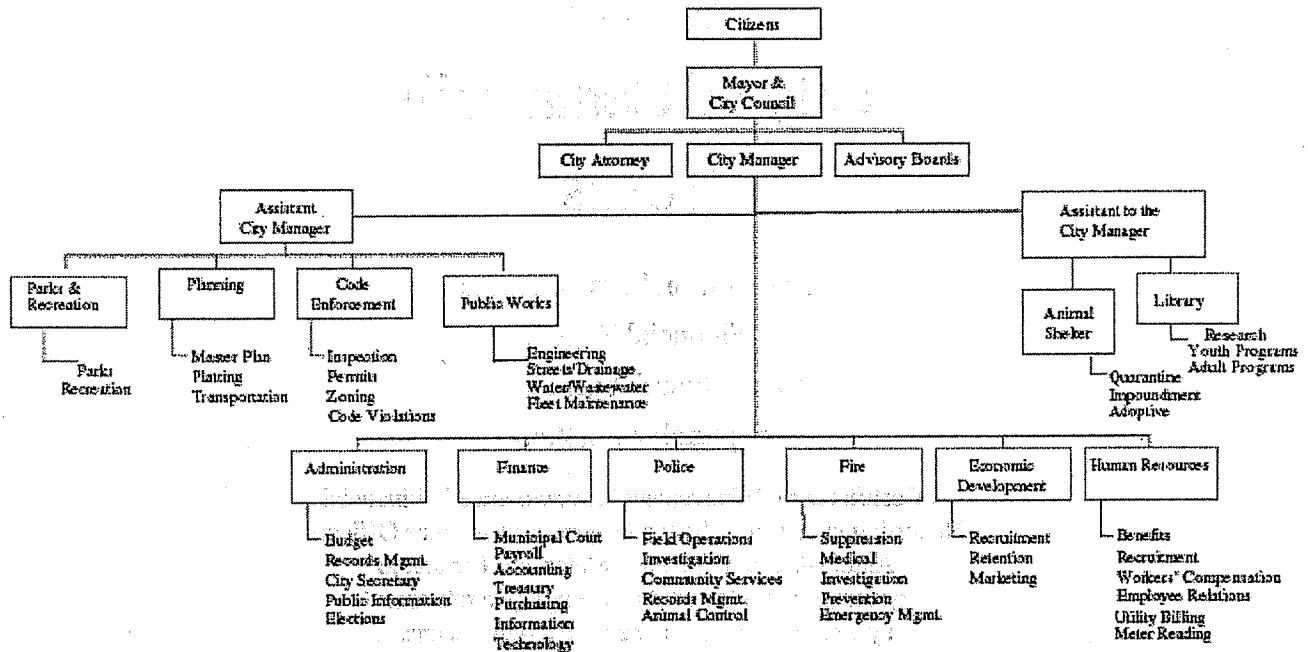 Citizens
Mayor &
City Council
City Attorney
City Manager
Advisory Boards
Assistant
City Manager
Assistant to the
City Manager
Parks &
Recreation
Planning
Code
Enforcement
Public Works
Animal
Shelter
Library
Parks
Recreation
Master Plan
Platting
Transportation
Inspection
Permits
Zoning
Code Violations
Engineering
Streets/Drainage
Water/Wastewater
Fleet Maintenance
Quarantine
Impoundment
Adoptive
Research
Youth Programs
Adult Programs
Administration
Finance
Police
Fire
Economic
Development
Human Resources
Budget
Records Mgmt.
City Secretary
Public Information
Elections
Municipal Court
Payroll
Accounting
Treasury
Purchasing
Information
Technology
Field Operations
Investigation
Community Services
Records Mgmt.
Animal Control
Suppression
Medical
Investigation
Prevention
Emergency Mgmt.
Recruitment
Retention
Marketing
Benefits
Recruitment
Workers' Compensation
Employee Relations
Utility Billing
Meter Reading